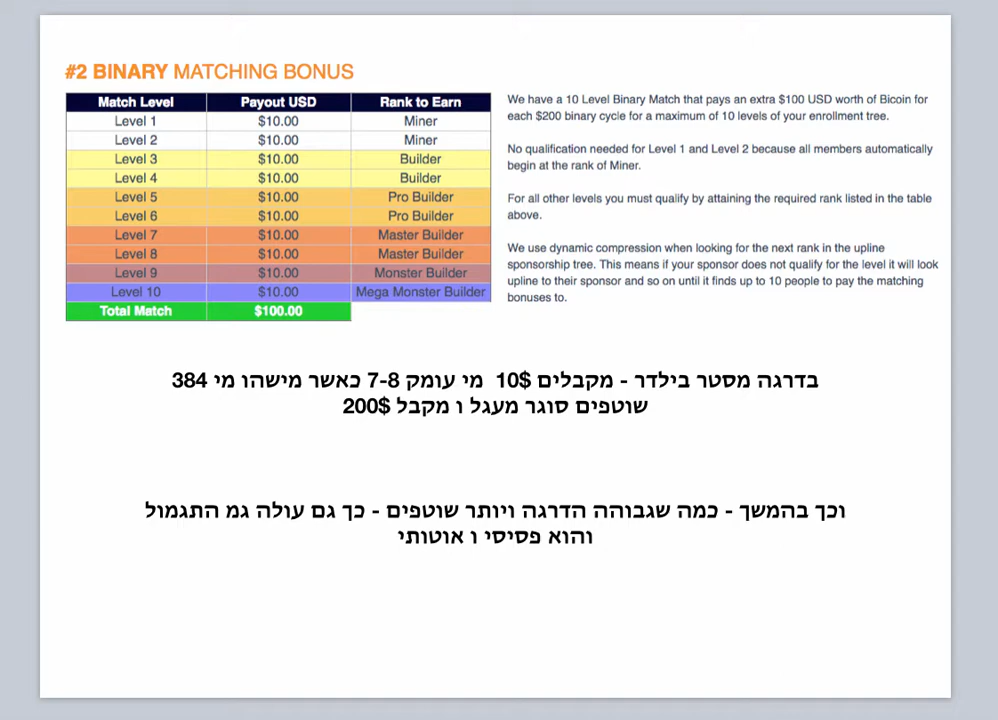 #2 BINARY MATCHING BONUS
Match Level Payout USD Rank to Earn
Level 1 $10.00 Miner
Level 2 $10.00 Miner
Level 3 $10.00 Builder
Level 4 $10.00 Builder
Level 5 $10.00 Pro Builder
Level 6 $10.00 Pro Builder
Level 7 $10.00 Master Builder
Level 8 $10.00 Master Builder
Level 9 $10.00 Monster Builder
Level 10 $10.00 Mega Monster Builder
Total Match $100.00
We have a 10 Level Binary Match that pays an extra $100 USD worth of Bicoin for
each $200 binary cycle for a maximum of 10 levels of your enrollment tree.
No qualification needed for Level 1 and Level 2 because all members automatically
begin at the rank of Miner.
For all other levels you must qualify by attaining the required rank listed in the table
above.
We use dynamic compression when looking for the next rank in the upline
sponsorship tree. This means if your sponsor does not qualify for the level it will look
upline to their sponsor and so on until it finds up to 10 people to pay the matching
bonuses to.
בדרגה מסטר בילדר - מקבלים 10$ מי עומק 7-8 כאשר מישהו מי 384
שוטפים סוגר מעגל ו מקבל 200$
וכך בהמשך - כמה שגבוהה הדרגה ויותר שוטפים - כך גם עולה גמ התגמול
והוא פסיסי ו אוטותי